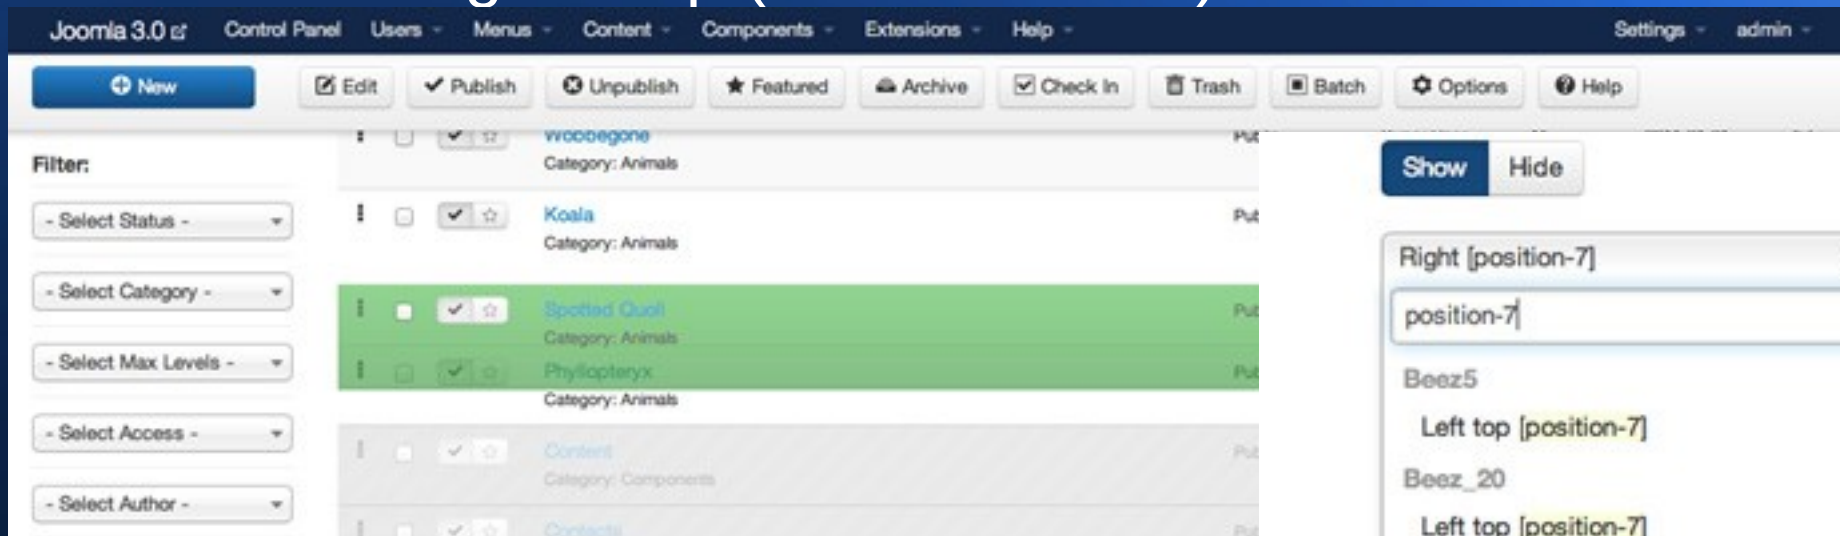 Joomla 3.0 Control Panel Users Menus Content Components Extensions Help Settings admin
New Edit Publish Unpublish Featured Archive Check In Trash Batch Options Help
Filter:
- Select Status -
- Select Category -
- Select Max Levels -
- Select Access -
- Select Author -
Wobbegone
Category: Animals
Koala
Category: Animals
Spotted Quoll
Category: Animals
Phyllopteryx
Category: Animals
Content
Category: Components
Show Hide
Right [position-7]
position-7
Beez5
Left top [position-7]
Beez_20
Left top [position-7]